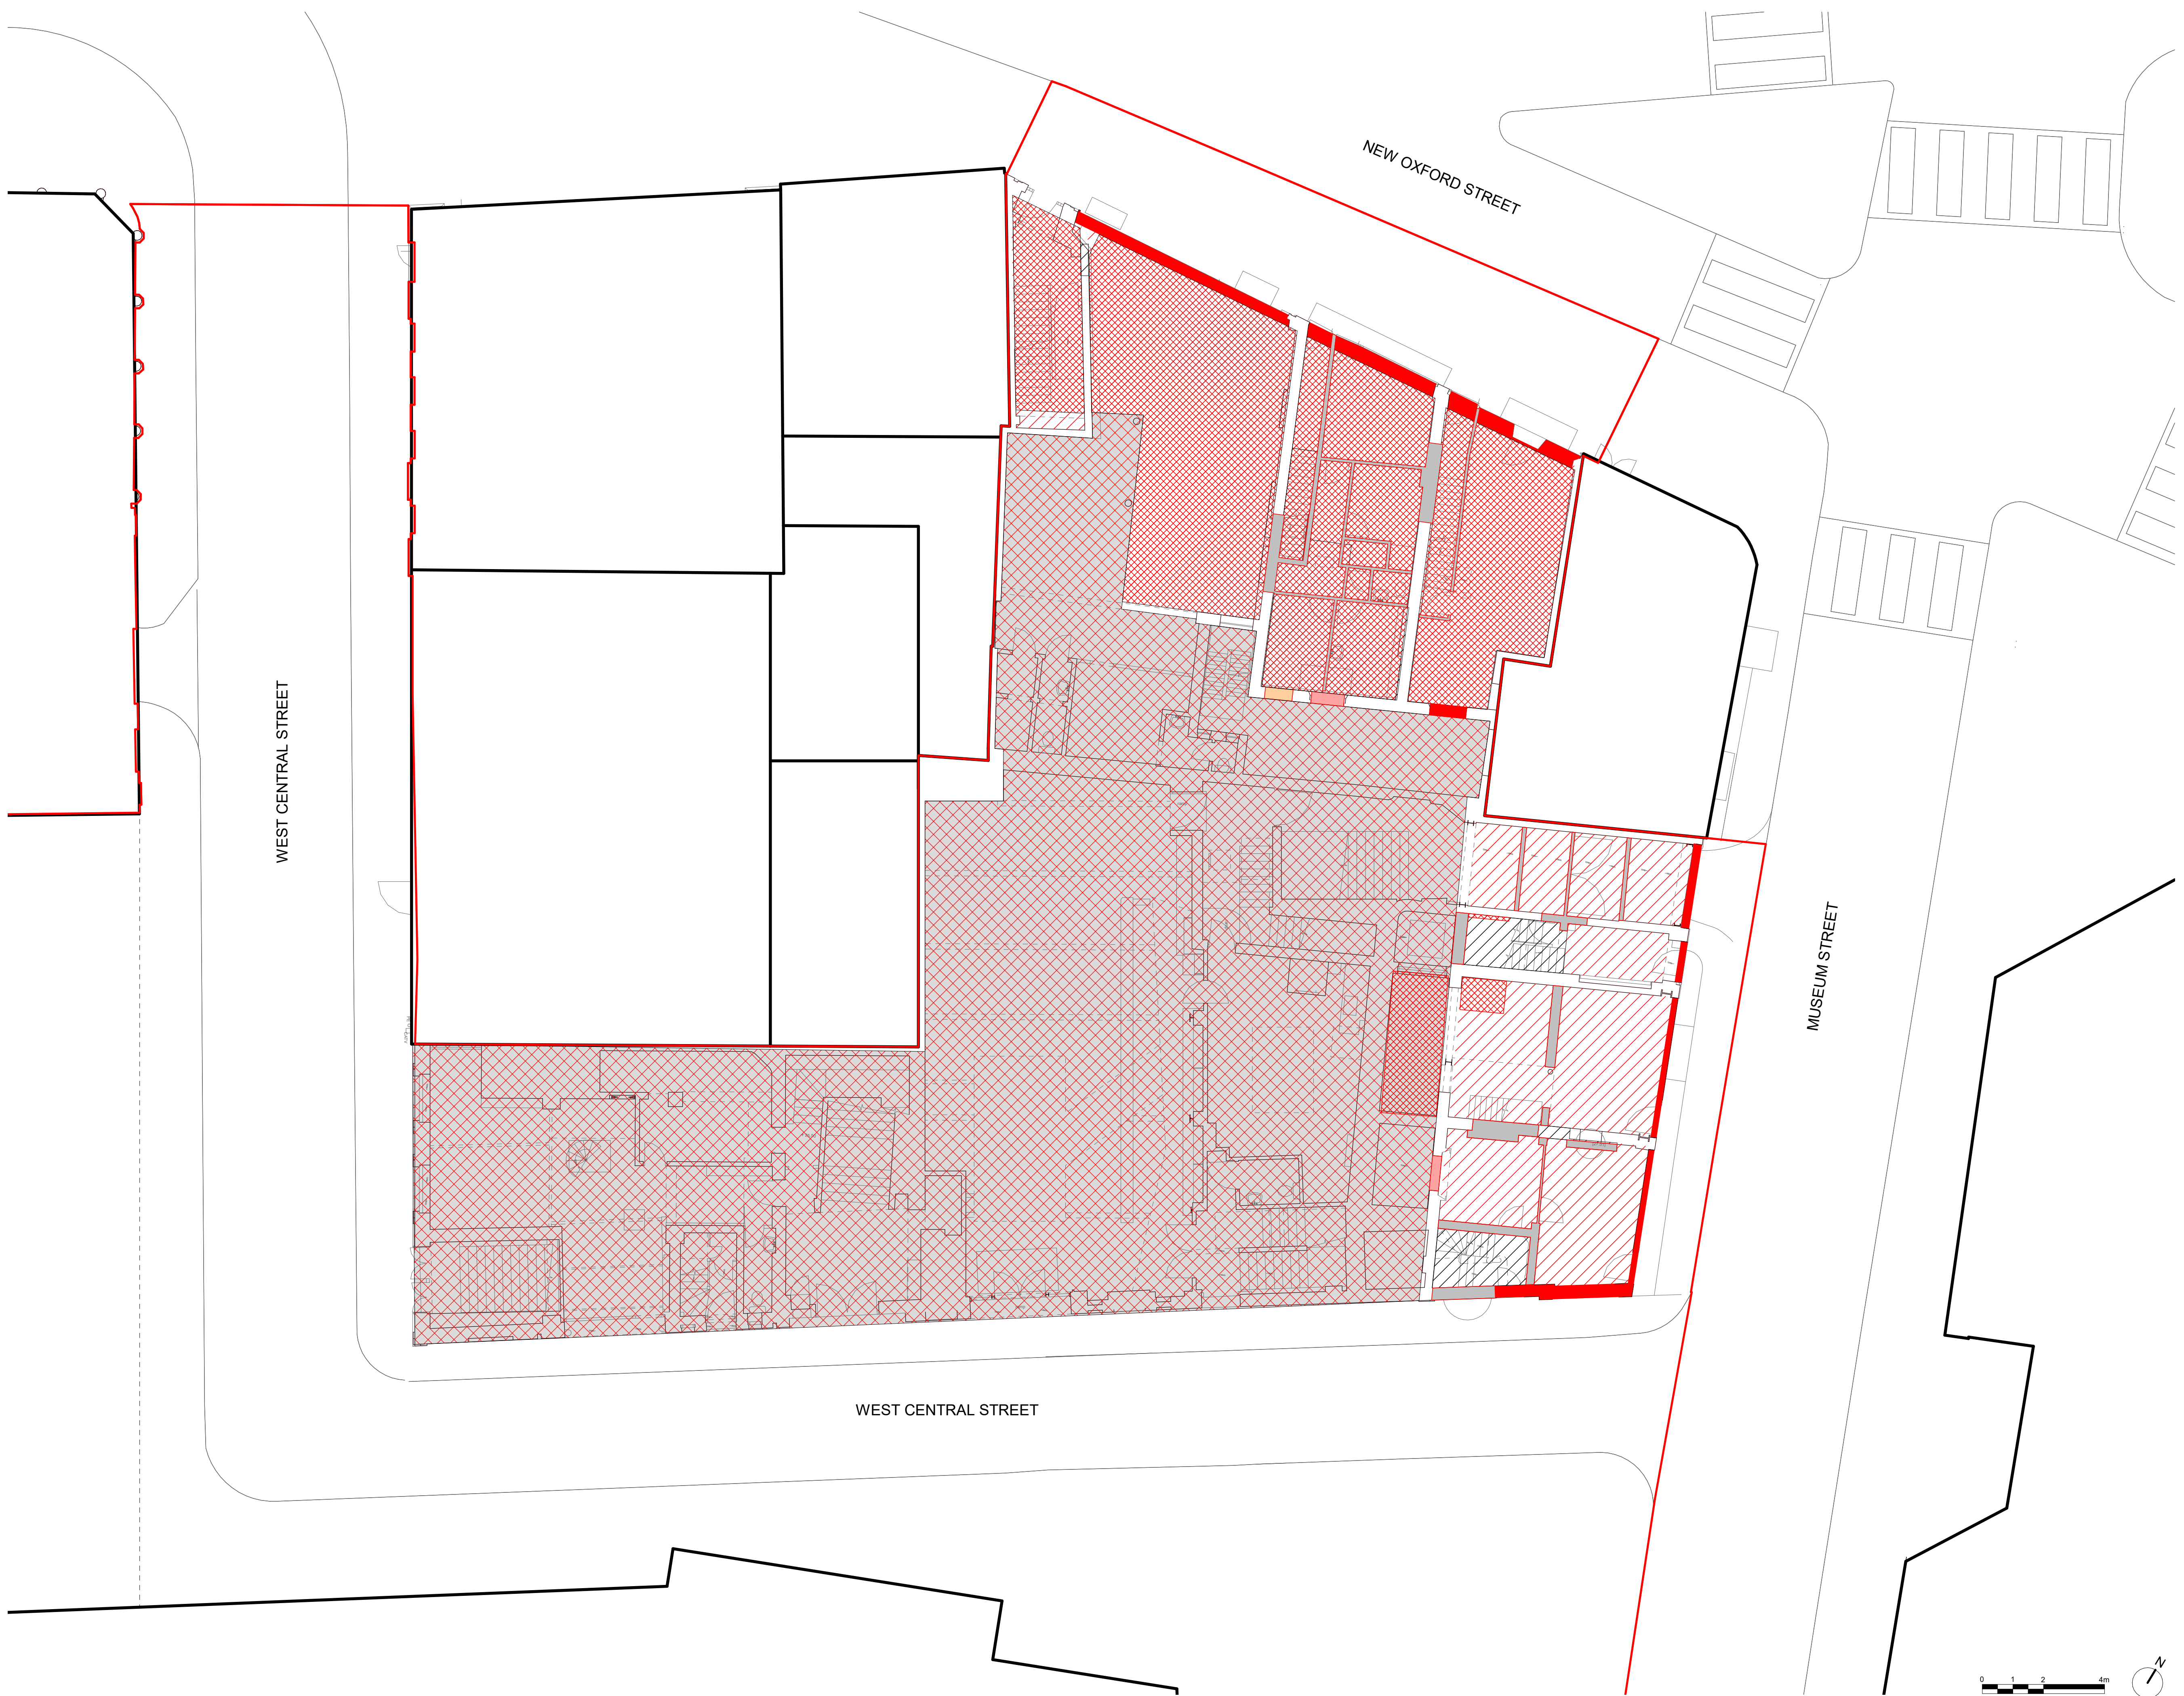 NEW OXFORD STREET
WEST CENTRAL STREET
MUSEUM STREET
WEST CENTRAL STREET
N
0 1 2 4m